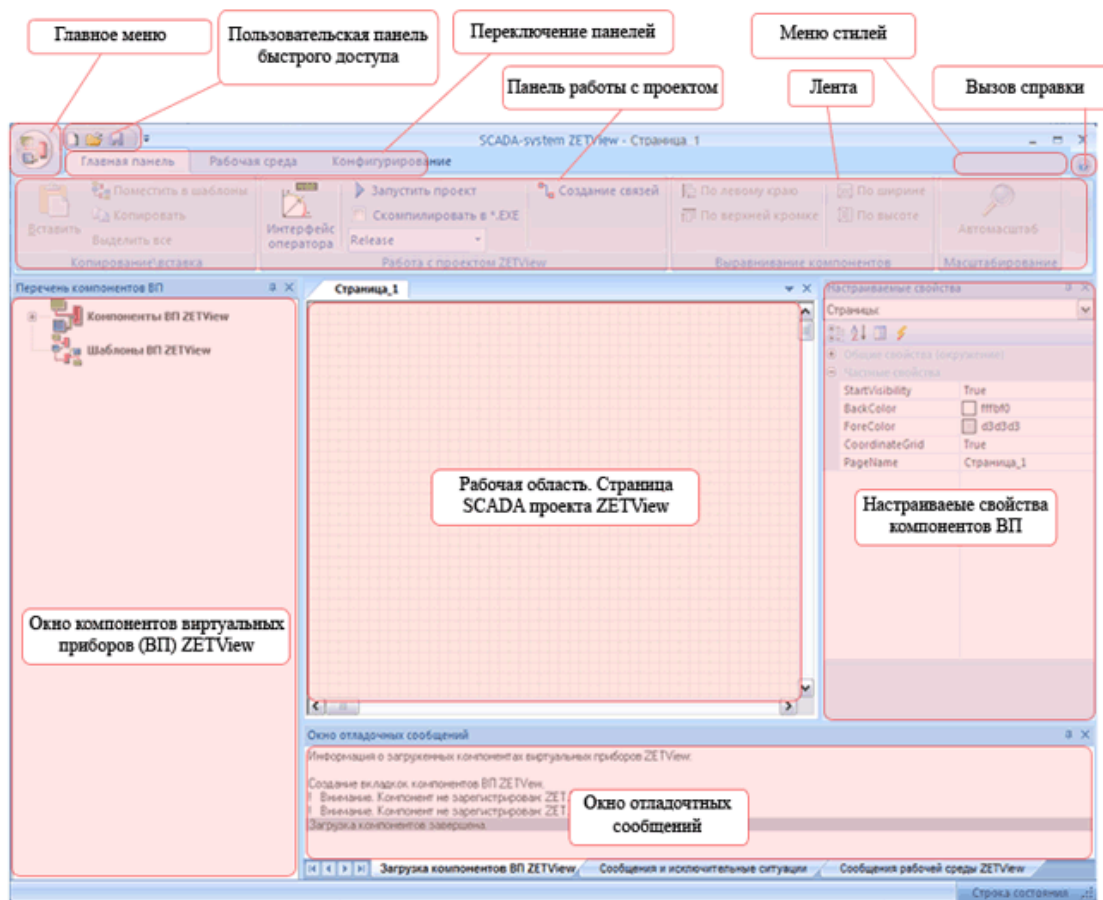 Главное меню
Пользовательская панель
быстрого доступа
Переключение панелей
Меню стилей
Панель работы с проектом
Лента
Вызов справки
SCADA-system ZETView - Страница_1
Главная панель
Рабочая среда
Конфигурирование
Вставить
Поместить в шаблоны
Копировать
Выделить все
Копирование\вставка
Интерфейс
оператора
Запустить проект
Скомпилировать в *.EXE
Release
Создание связей
Работа с проектом ZETView
По левому краю
По верхней кромке
По ширине
По высоте
Выравнивание компонентов
Автомасштаб
Масштабирование
Перечень компонентов ВП
Компоненты ВП ZETView
Шаблоны ВП ZETView
Окно компонентов виртуальных
приборов (ВП) ZETView
Страница_1
Рабочая область. Страница
SCADA проекта ZETView
Настраиваемые свойства
Страницы:
Общие свойства (окружение)
Частные свойства
StartVisibility True
BackColor fffbf0
ForeColor d3d3d3
CoordinateGrid True
PageName Страница_1
Настраиваеые свойства
компонентов ВП
Окно отладочных сообщений
Информация о загруженных компонентах виртуальных приборов ZETView.
Создание вкладкок компонентов ВП ZETView.
! Внимание. Компонент не зарегистрирован: ZET
! Внимание. Компонент не зарегистрирован: ZET
Загрузка компонентов завершена.
Окно отладочтных
сообщений
Загрузка компонентов ВП ZETView
Сообщения и исключительные ситуации
Сообщения рабочей среды ZETView
Строка состояния